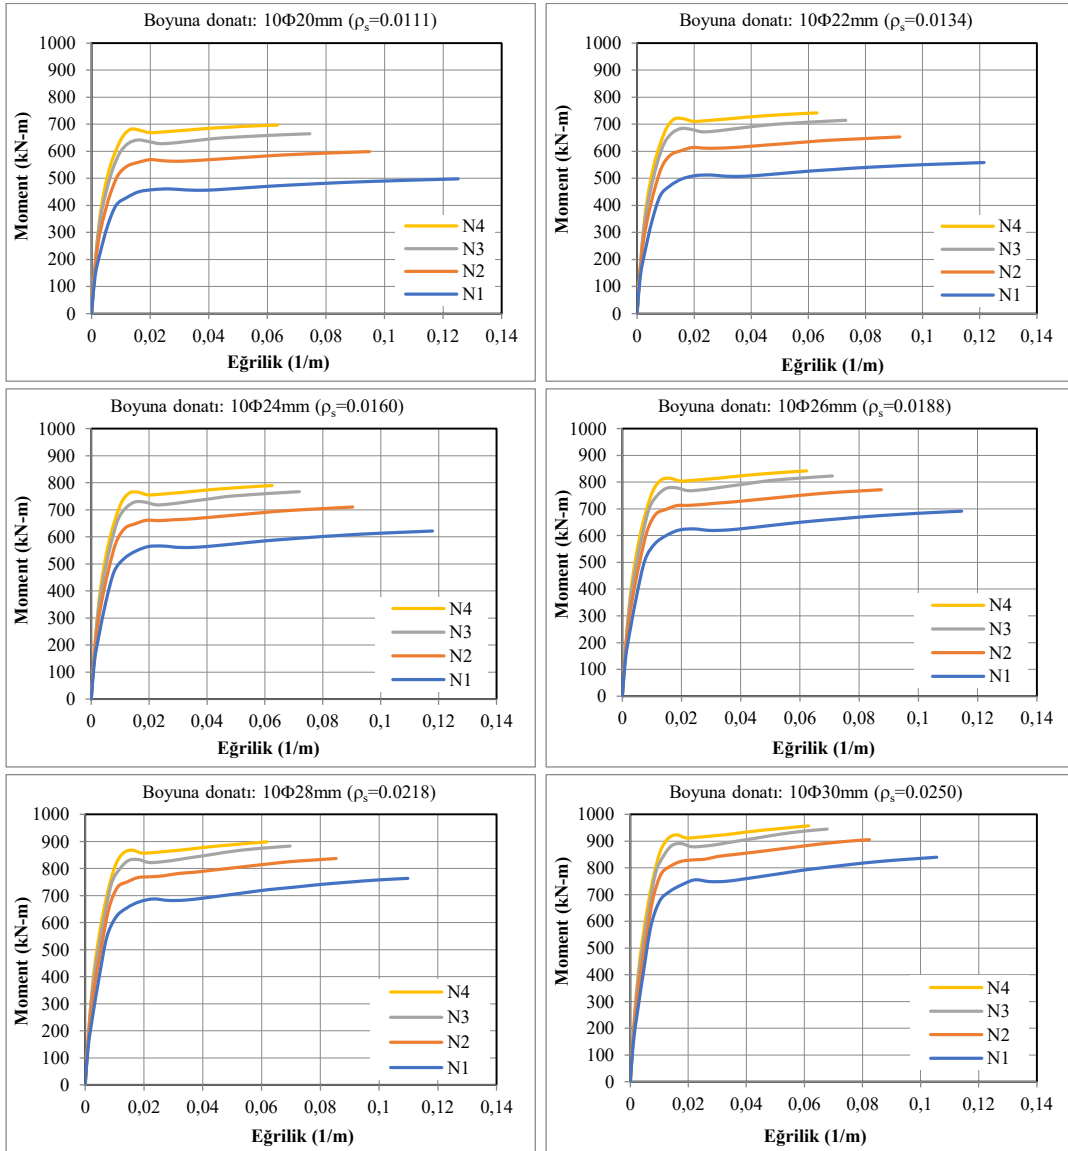 Boyuna donatı: 10Φ20mm (ρs=0.0111)
1000
900
800
700
600
500
400
300
200
100
0
Moment (kN-m)
N4
N3
N2
N1
0 0,02 0,04 0,06 0,08 0,1 0,12 0,14
Eğrilik (1/m)
Boyuna donatı: 10Φ22mm (ρs=0.0134)
1000
900
800
700
600
500
400
300
200
100
0
Moment (kN-m)
N4
N3
N2
N1
0 0,02 0,04 0,06 0,08 0,1 0,12 0,14
Eğrilik (1/m)
Boyuna donatı: 10Φ24mm (ρs=0.0160)
1000
900
800
700
600
500
400
300
200
100
0
Moment (kN-m)
N4
N3
N2
N1
0 0,02 0,04 0,06 0,08 0,1 0,12 0,14
Eğrilik (1/m)
Boyuna donatı: 10Φ26mm (ρs=0.0188)
1000
900
800
700
600
500
400
300
200
100
0
Moment (kN-m)
N4
N3
N2
N1
0 0,02 0,04 0,06 0,08 0,1 0,12 0,14
Eğrilik (1/m)
Boyuna donatı: 10Φ28mm (ρs=0.0218)
1000
900
800
700
600
500
400
300
200
100
0
Moment (kN-m)
N4
N3
N2
N1
0 0,02 0,04 0,06 0,08 0,1 0,12 0,14
Eğrilik (1/m)
Boyuna donatı: 10Φ30mm (ρs=0.0250)
1000
900
800
700
600
500
400
300
200
100
0
Moment (kN-m)
N4
N3
N2
N1
0 0,02 0,04 0,06 0,08 0,1 0,12 0,14
Eğrilik (1/m)